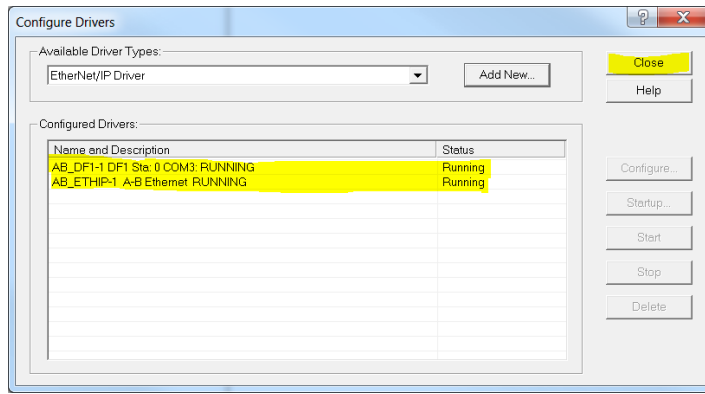 Configure Drivers
Available Driver Types:
EtherNet/IP Driver
Add New...
Close
Help
Configured Drivers:
Name and Description Status
AB_DF1-1 DF1 Sta: 0 COM3: RUNNING Running
AB_ETHIP-1 A-B Ethernet RUNNING Running
Configure...
Startup...
Start
Stop
Delete